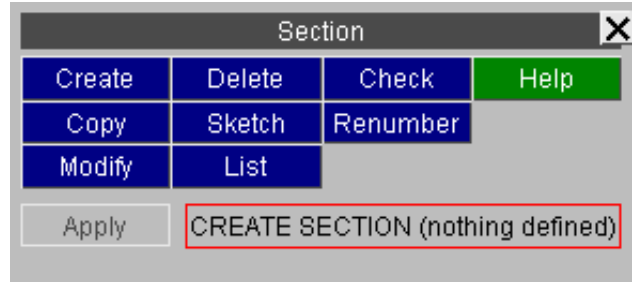 Section X
Create Delete Check Help
Copy Sketch Renumber
Modify List
Apply CREATE SECTION (nothing defined)